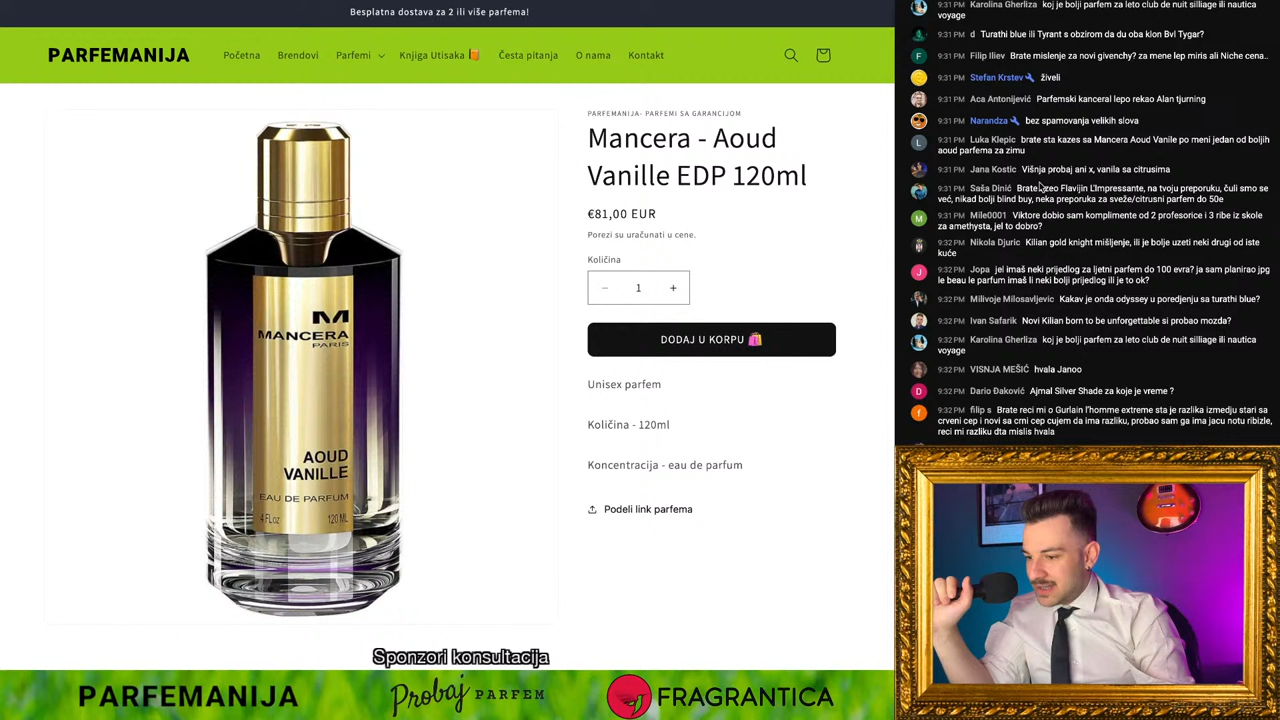 Besplatna dostava za 2 ili više parfema!
PARFEMANIJA
Početna
Brendovi
Parfemi
Knjiga Utisaka
Česta pitanja
O nama
Kontakt
PARFEMANIJA- PARFEMI SA GARANCIJOM
Mancera - Aoud
Vanille EDP 120ml
€81,00 EUR
Porezi su uračunati u cene.
Količina
− 1 +
DODAJ U KORPU
Unisex parfem
Količina - 120ml
Koncentracija - eau de parfum
Podeli link parfema
M
MANCERA
PARIS
AOUD
VANILLE
EAU DE PARFUM
4 Fl.oz 120 ML
Sponzori konsultacija
PARFEMANIJA
Probaj PARFEM
FRAGRANTICA
9:31 PM Karolina Gherliza koj je bolji parfem za leto club de nuit silliage ili nautica
voyage
d
9:31 PM d Turathi blue ili Tyrant s obzirom da du oba klon Bvl Tygar?
F
9:31 PM Filip Iliev Brate mislenje za novi givenchy? za mene lep miris ali Niche cena..
9:31 PM Stefan Krstev živeli
9:31 PM Aca Antonijević Parfemski kanceral lepo rekao Alan tjurning
9:31 PM Narandza bez spamovanja velikih slova
L
9:31 PM Luka Klepic brate sta kazes sa Mancera Aoud Vanile po meni jedan od boljih
aoud parfema za zimu
9:31 PM Jana Kostic Višnja probaj ani x, vanila sa citrusima
9:31 PM Saša Dinić Brate uzeo Flavijin L'Impressante, na tvoju preporuku, čuli smo se
već, nikad bolji blind buy, neka preporuka za sveže/citrusni parfem do 50e
M
9:31 PM Mile0001 Viktore dobio sam komplimente od 2 profesorice i 3 ribe iz skole
za amethysta, jel to dobro?
9:32 PM Nikola Djuric Kilian gold knight mišljenje, ili je bolje uzeti neki drugi od iste
kuće
J
9:32 PM Jopa jel imaš neki prijedlog za ljetni parfem do 100 evra? ja sam planirao jpg
le beau le parfum imaš li neki bolji prijedlog ili je to ok?
9:32 PM Milivoje Milosavljevic Kakav je onda odyssey u poredjenju sa turathi blue?
9:32 PM Ivan Safarik Novi Kilian born to be unforgettable si probao mozda?
9:32 PM Karolina Gherliza koj je bolji parfem za leto club de nuit silliage ili nautica
voyage
9:32 PM VISNJA MEŠIĆ hvala Janoo
D
9:32 PM Dario Đaković Ajmal Silver Shade za koje je vreme ?
f
9:32 PM filip s Brate reci mi o Gurlain l'homme extreme sta je razlika izmedju stari sa
crveni cep i novi sa crni cep cujem da ima razliku, probao sam ga ima jacu notu ribizle,
reci mi razliku dta mislis hvala